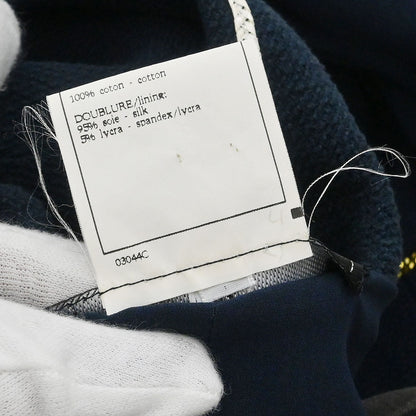 100% coton - cotton
DOUBLURE/lining:
95% soie - silk
5% lycra - spandex/lycra
03044C